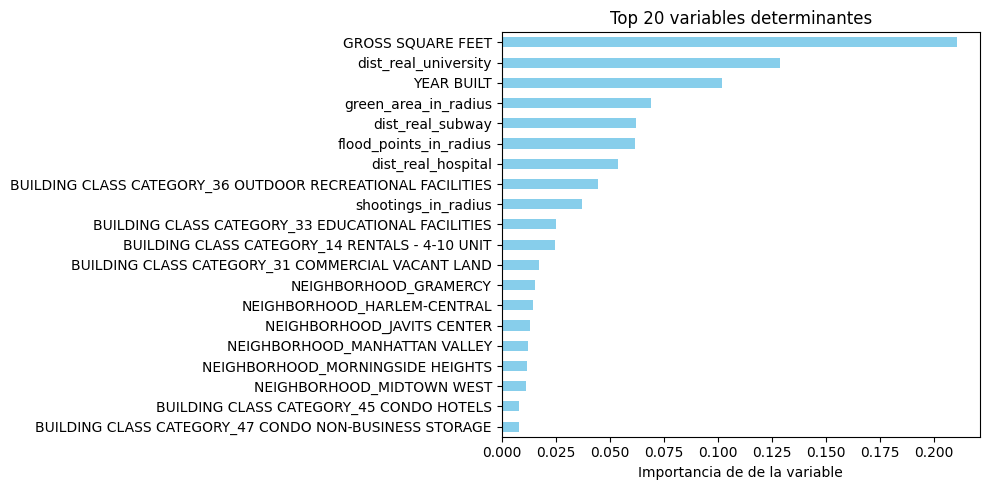 Top 20 variables determinantes
GROSS SQUARE FEET
dist_real_university
YEAR BUILT
green_area_in_radius
dist_real_subway
flood_points_in_radius
dist_real_hospital
BUILDING CLASS CATEGORY_36 OUTDOOR RECREATIONAL FACILITIES
shootings_in_radius
BUILDING CLASS CATEGORY_33 EDUCATIONAL FACILITIES
BUILDING CLASS CATEGORY_14 RENTALS - 4-10 UNIT
BUILDING CLASS CATEGORY_31 COMMERCIAL VACANT LAND
NEIGHBORHOOD_GRAMERCY
NEIGHBORHOOD_HARLEM-CENTRAL
NEIGHBORHOOD_JAVITS CENTER
NEIGHBORHOOD_MANHATTAN VALLEY
NEIGHBORHOOD_MORNINGSIDE HEIGHTS
NEIGHBORHOOD_MIDTOWN WEST
BUILDING CLASS CATEGORY_45 CONDO HOTELS
BUILDING CLASS CATEGORY_47 CONDO NON-BUSINESS STORAGE
0.000 0.025 0.050 0.075 0.100 0.125 0.150 0.175 0.200
Importancia de de la variable